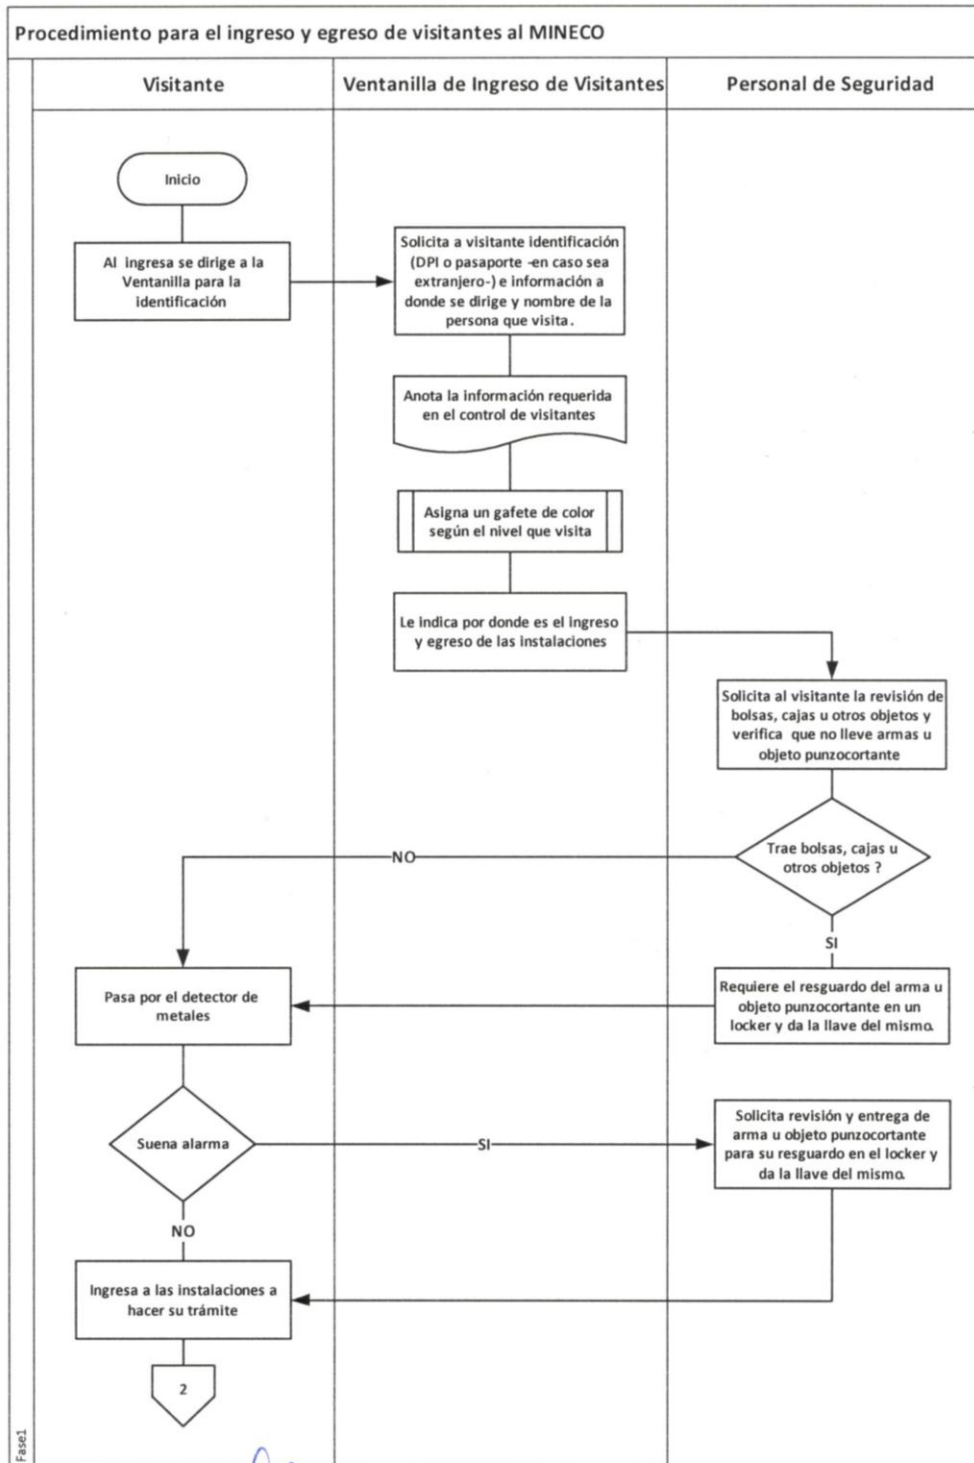 Procedimiento para el ingreso y egreso de visitantes al MINECO
Visitante
Ventanilla de Ingreso de Visitantes
Personal de Seguridad
Inicio
Al ingresa se dirige a la
Ventanilla para la
identificación
Solicita a visitante identificación
(DPI o pasaporte -en caso sea
extranjero-) e información a
donde se dirige y nombre de la
persona que visita.
Anota la información requerida
en el control de visitantes
Asigna un gafete de color
según el nivel que visita
Le indica por donde es el ingreso
y egreso de las instalaciones
Solicita al visitante la revisión de
bolsas, cajas u otros objetos y
verifica que no lleve armas u
objeto punzocortante
Trae bolsas, cajas u
otros objetos ?
NO
SI
Requiere el resguardo del arma u
objeto punzocortante en un
locker y da la llave del mismo.
Pasa por el detector de
metales
Suena alarma
SI
Solicita revisión y entrega de
arma u objeto punzocortante
para su resguardo en el locker y
da la llave del mismo.
NO
Ingresa a las instalaciones a
hacer su trámite
2
Fase1